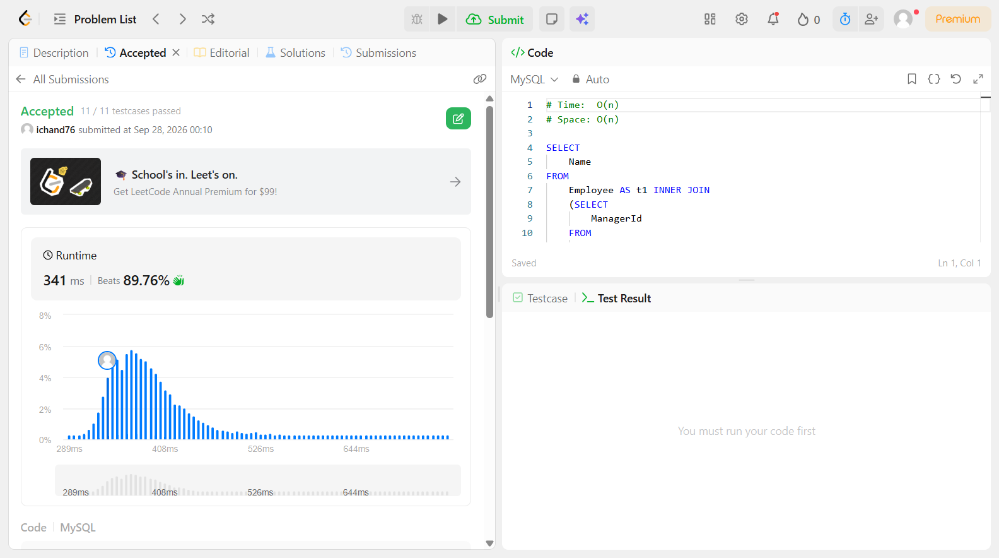 Problem List
Submit
0
Premium
Description
Accepted
Editorial
Solutions
Submissions
All Submissions
Accepted 11 / 11 testcases passed
ichand76 submitted at Sep 28, 2026 00:10
School's in. Leet's on.
Get LeetCode Annual Premium for $99!
Runtime
341 ms Beats 89.76%
8%
6%
4%
2%
0%
289ms 408ms 526ms 644ms
289ms 408ms 526ms 644ms
Code MySQL
Code
MySQL Auto
1 # Time:  O(n)
2 # Space: O(n)
3
4 SELECT
5     Name
6 FROM
7     Employee AS t1 INNER JOIN
8     (SELECT
9         ManagerId
10     FROM
Saved
Ln 1, Col 1
Testcase
Test Result
You must run your code first